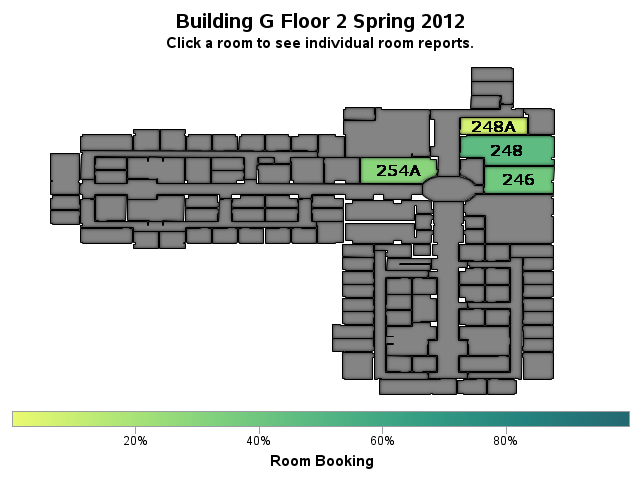 Building G Floor 2 Spring 2012
Click a room to see individual room reports.
248A
248
254A
246
20%
40%
60%
80%
Room Booking